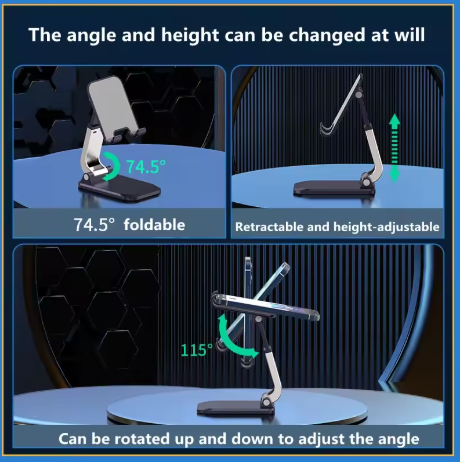 The angle and height can be changed at will
74.5°
74.5° foldable
Retractable and height-adjustable
115°
Can be rotated up and down to adjust the angle